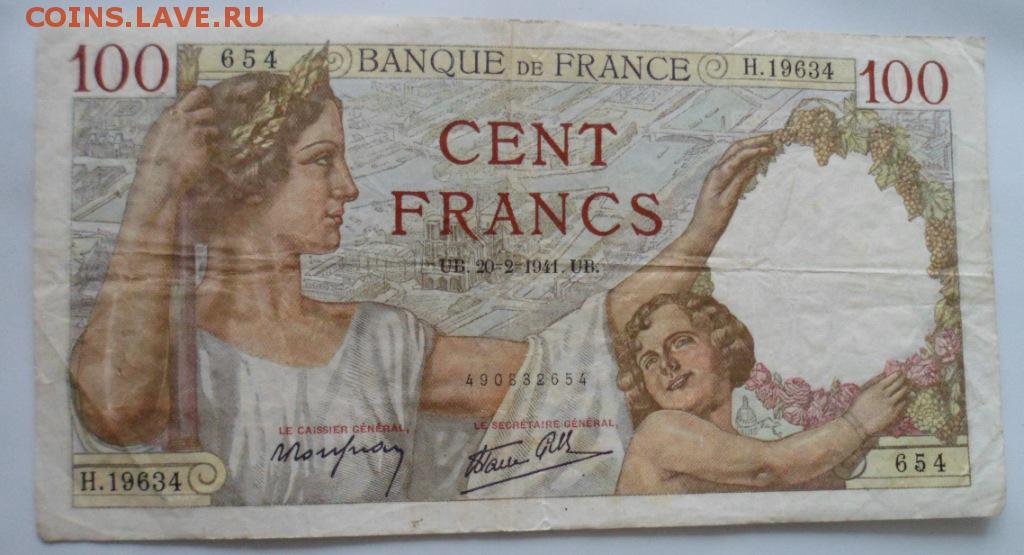 COINS.LAVE.RU
100 654 BANQUE DE FRANCE H.19634 100
CENT
FRANCS
UB. 20-2-1941. UB.
490832654
LE CAISSIER GÉNÉRAL,
LE SECRÉTAIRE GÉNÉRAL,
H.19634
654